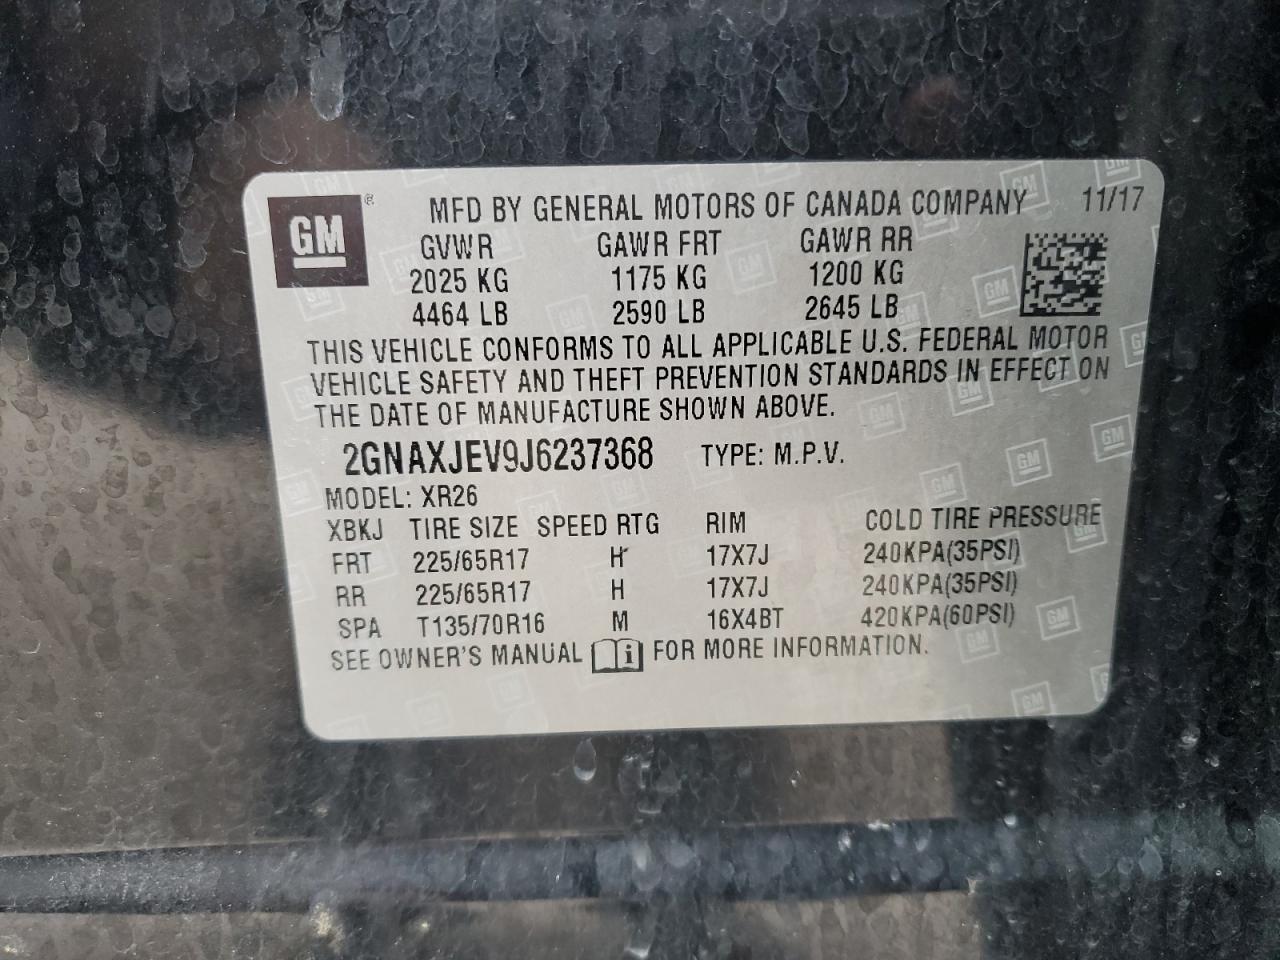 GM ® MFD BY GENERAL MOTORS OF CANADA COMPANY 11/17
GVWR GAWR FRT GAWR RR
2025 KG 1175 KG 1200 KG
4464 LB 2590 LB 2645 LB
THIS VEHICLE CONFORMS TO ALL APPLICABLE U.S. FEDERAL MOTOR
VEHICLE SAFETY AND THEFT PREVENTION STANDARDS IN EFFECT ON
THE DATE OF MANUFACTURE SHOWN ABOVE.
2GNAXJEV9J6237368 TYPE: M.P.V.
MODEL: XR26
XBKJ TIRE SIZE SPEED RTG RIM COLD TIRE PRESSURE
FRT 225/65R17 H 17X7J 240KPA(35PSI)
RR 225/65R17 H 17X7J 240KPA(35PSI)
SPA T135/70R16 M 16X4BT 420KPA(60PSI)
SEE OWNER'S MANUAL FOR MORE INFORMATION.